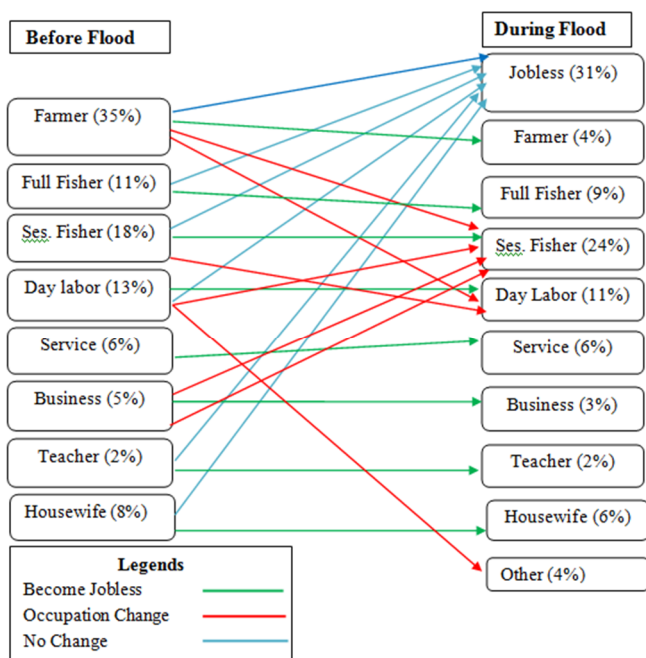 Before Flood
Farmer (35%)
Full Fisher (11%)
Ses. Fisher (18%)
Day labor (13%)
Service (6%)
Business (5%)
Teacher (2%)
Housewife (8%)
During Flood
Jobless (31%)
Farmer (4%)
Full Fisher (9%)
Ses. Fisher (24%)
Day Labor (11%)
Service (6%)
Business (3%)
Teacher (2%)
Housewife (6%)
Other (4%)
Legends
Become Jobless
Occupation Change
No Change